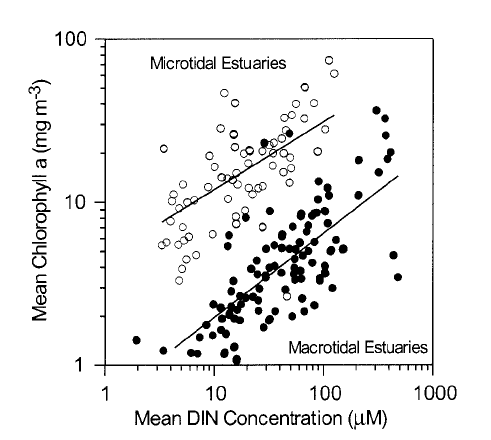 100
Microtidal Estuaries
Mean Chlorophyll a (mg m-3)
10
Macrotidal Estuaries
1
1 10 100 1000
Mean DIN Concentration (μM)